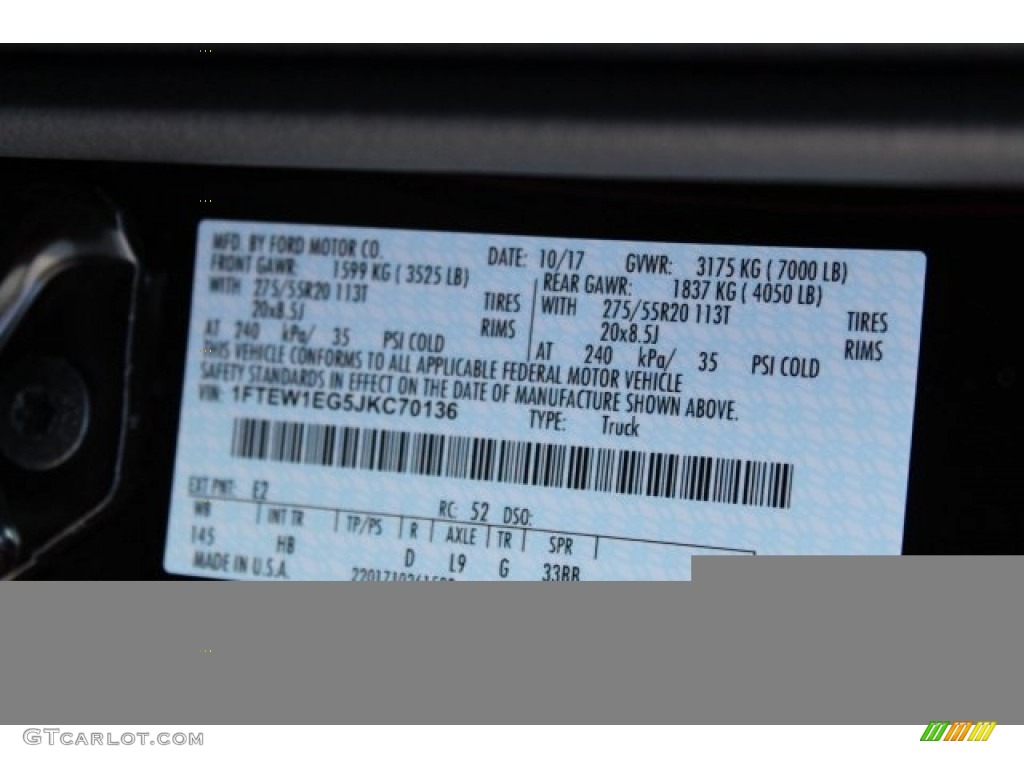 MFD. BY FORD MOTOR CO. DATE: 10/17 GVWR: 3175 KG ( 7000 LB)
FRONT GAWR: 1599 KG ( 3525 LB) REAR GAWR: 1837 KG ( 4050 LB)
WITH 275/55R20 113T TIRES WITH 275/55R20 113T TIRES
20x8.5J RIMS 20x8.5J RIMS
AT 240 kPa/ 35 PSI COLD AT 240 kPa/ 35 PSI COLD
THIS VEHICLE CONFORMS TO ALL APPLICABLE FEDERAL MOTOR VEHICLE
SAFETY STANDARDS IN EFFECT ON THE DATE OF MANUFACTURE SHOWN ABOVE.
VIN: 1FTEW1EG5JKC70136 TYPE: Truck
EXT PNT: E2 RC: 52 DSO:
WB INT TR TP/PS R AXLE TR SPR
145 HB D L9 G 33RR
MADE IN U.S.A.
GTCARLOT.COM